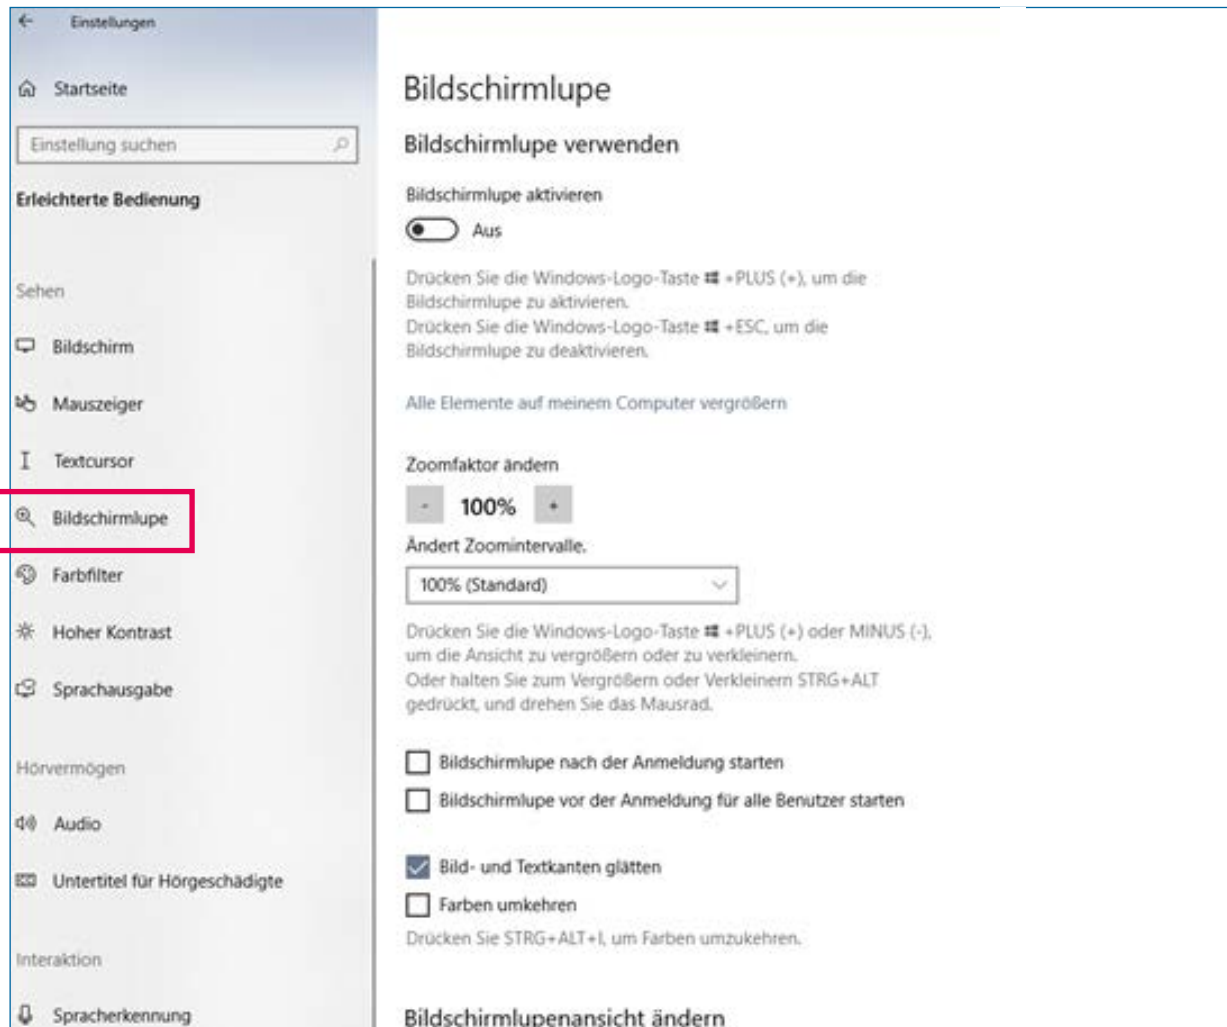 Einstellungen
Startseite
Einstellung suchen
Erleichterte Bedienung
Sehen
Bildschirm
Mauszeiger
Textcursor
Bildschirmlupe
Farbfilter
Hoher Kontrast
Sprachausgabe
Hörvermögen
Audio
Untertitel für Hörgeschädigte
Interaktion
Spracherkennung
Bildschirmlupe
Bildschirmlupe verwenden
Bildschirmlupe aktivieren
Aus
Drücken Sie die Windows-Logo-Taste +PLUS (+), um die
Bildschirmlupe zu aktivieren.
Drücken Sie die Windows-Logo-Taste +ESC, um die
Bildschirmlupe zu deaktivieren.
Alle Elemente auf meinem Computer vergrößern
Zoomfaktor ändern
- 100% +
Ändert Zoomintervalle.
100% (Standard)
Drücken Sie die Windows-Logo-Taste +PLUS (+) oder MINUS (-),
um die Ansicht zu vergrößern oder zu verkleinern.
Oder halten Sie zum Vergrößern oder Verkleinern STRG+ALT
gedrückt, und drehen Sie das Mausrad.
Bildschirmlupe nach der Anmeldung starten
Bildschirmlupe vor der Anmeldung für alle Benutzer starten
Bild- und Textkanten glätten
Farben umkehren
Drücken Sie STRG+ALT+I, um Farben umzukehren.
Bildschirmlupenansicht ändern